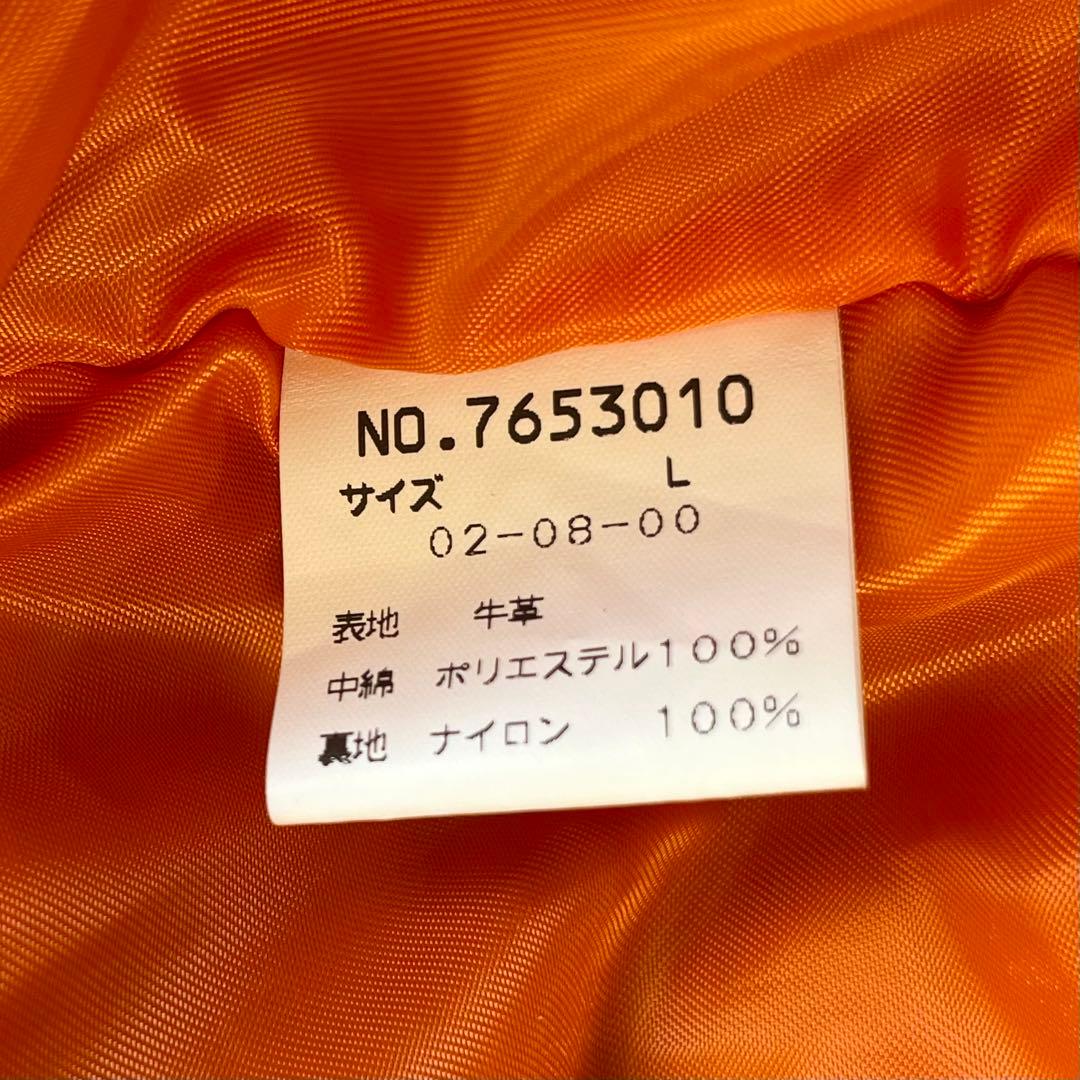 NO.7653010
サイズ L
02-08-00
表地 牛革
中綿 ポリエステル100%
裏地 ナイロン 100%